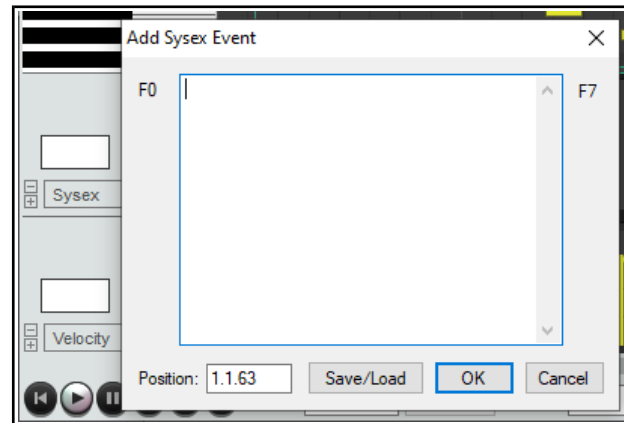 Add Sysex Event
F0
F7
Sysex
Velocity
Position: 1.1.63 Save/Load OK Cancel